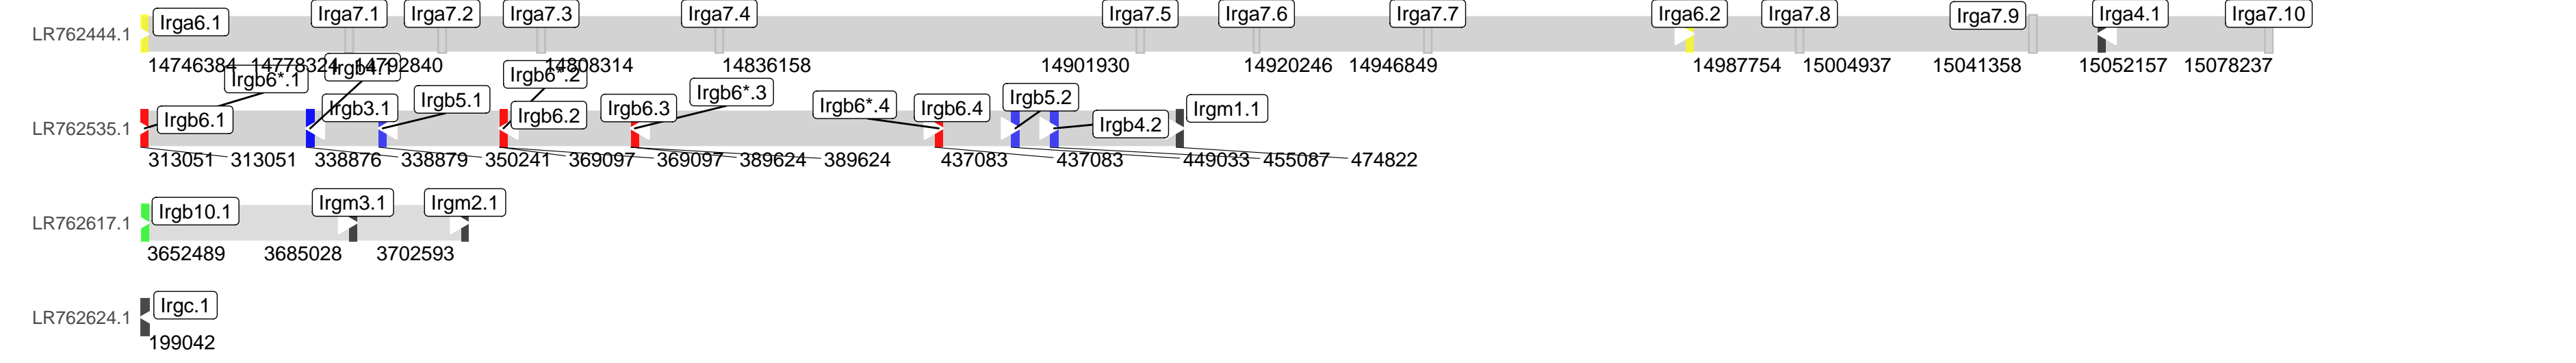 Irga6.1 Irga7.1 Irga7.2 Irga7.3 Irga7.4 Irga7.5 Irga7.6 Irga7.7 Irga6.2 Irga7.8 Irga7.9 Irga4.1 Irga7.10
LR762444.1
14746384 14778324 14792840 14808314 14836158 14901930 14920246 14946849 14987754 15004937 15041358 15052157 15078237
Irgb6*.1 Irgb4.1 Irgb6*.2 Irgb6*.3
Irgb6.1 Irgb3.1 Irgb5.1 Irgb6.2 Irgb6.3 Irgb6*.4 Irgb6.4 Irgb5.2 Irgb4.2 Irgm1.1
LR762535.1
313051 313051 338876 338879 350241 369097 369097 389624 389624 437083 437083 449033 455087 474822
Irgb10.1 Irgm3.1 Irgm2.1
LR762617.1
3652489 3685028 3702593
Irgc.1
LR762624.1
199042